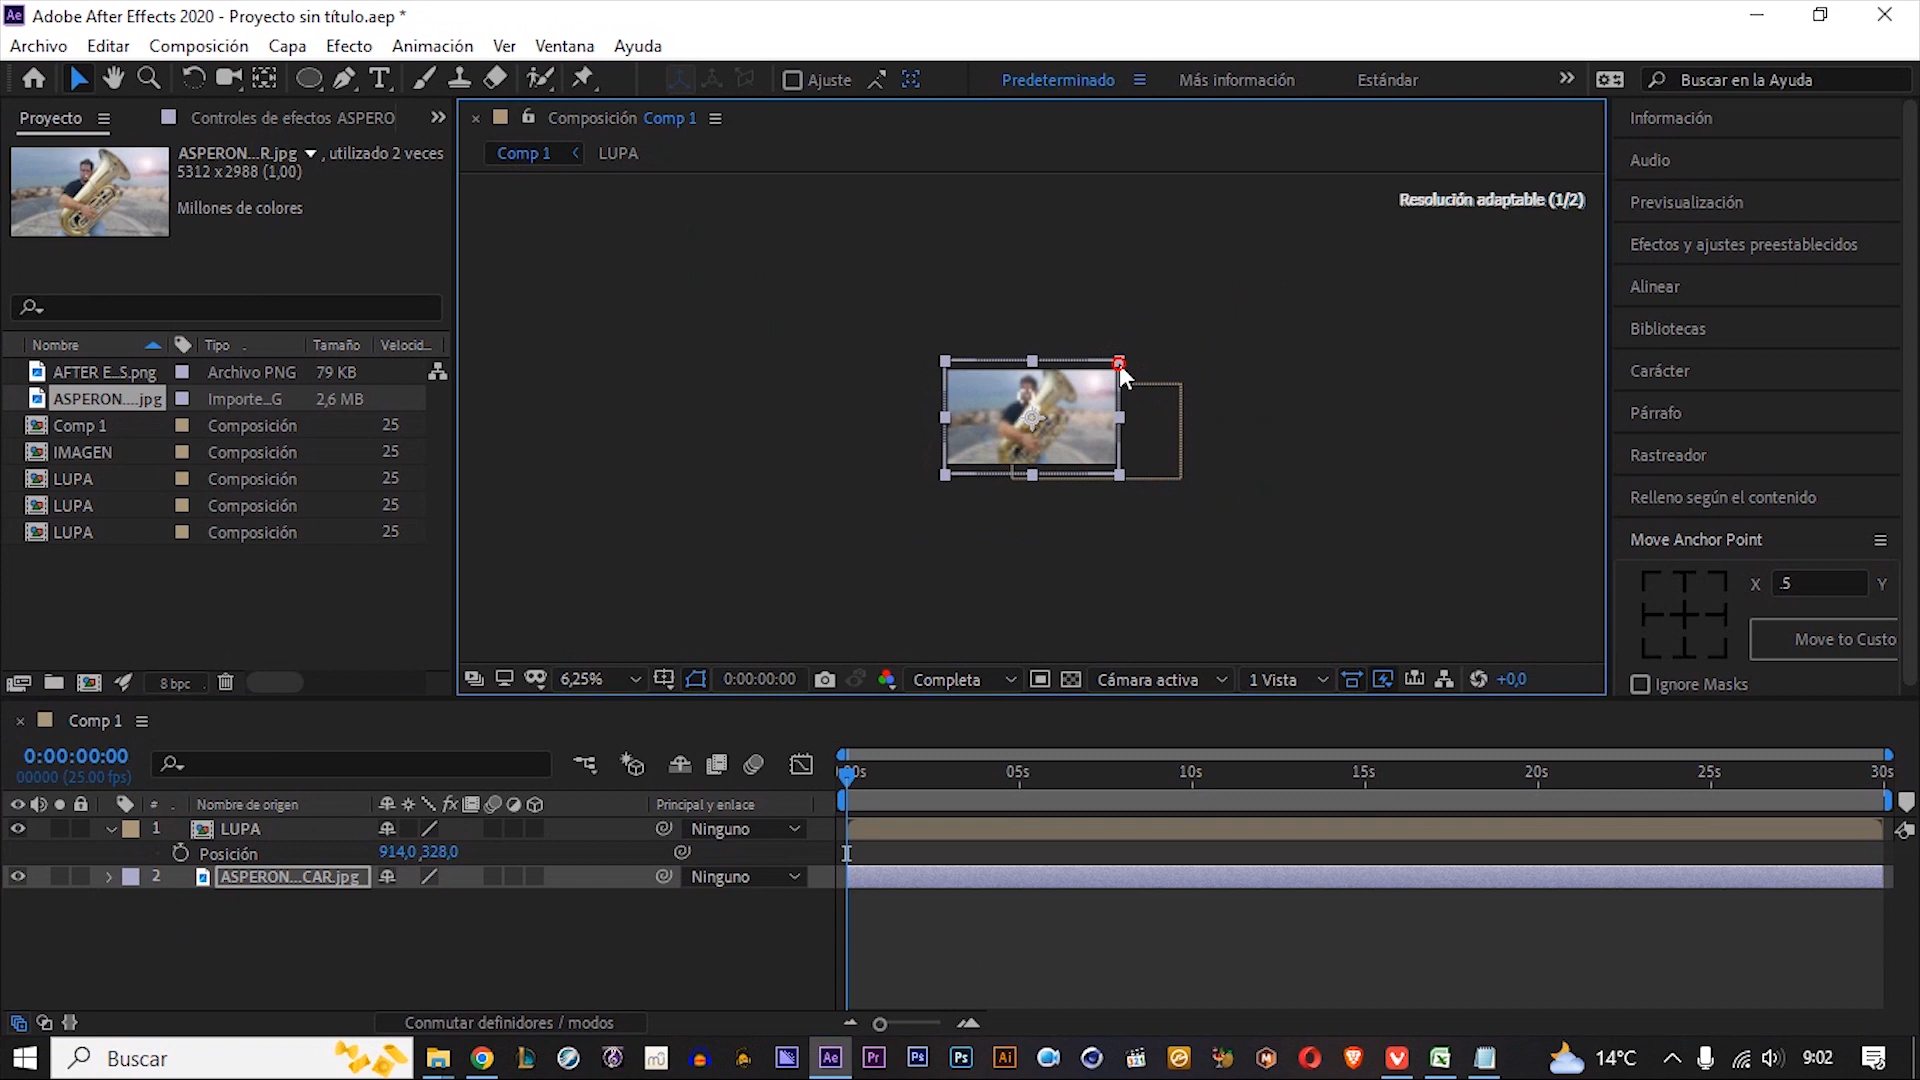 Adobe After Effects 2020 - Proyecto sin título.aep *
Archivo Editar Composición Capa Efecto Animación Ver Ventana Ayuda
Ajuste Predeterminado Más información Estándar Buscar en la Ayuda
Proyecto Controles de efectos ASPERO
ASPERON...R.jpg , utilizado 2 veces
5312 x 2988 (1,00)
Millones de colores
Composición Comp 1
Comp 1 LUPA
Resolución adaptable (1/2)
Nombre Tipo Tamaño Velocid...
AFTER E...S.png Archivo PNG 79 KB
ASPERON....jpg Importe...G 2,6 MB
Comp 1 Composición 25
IMAGEN Composición 25
LUPA Composición 25
LUPA Composición 25
LUPA Composición 25
8 bpc
6,25% 0:00:00:00 Completa Cámara activa 1 Vista +0,0
Información
Audio
Previsualización
Efectos y ajustes preestablecidos
Alinear
Bibliotecas
Carácter
Párrafo
Rastreador
Relleno según el contenido
Move Anchor Point
X .5 Y
Move to Custo
Ignore Masks
Comp 1
0:00:00:00
00000 (25.00 fps)
00s 05s 10s 15s 20s 25s 30s
# Nombre de origen fx Principal y enlace
1 LUPA Ninguno
Posición 914,0,328,0
2 ASPERON...CAR.jpg Ninguno
Conmutar definidores / modos
Buscar Ae Pr Ps Ps Ai 14°C 9:02